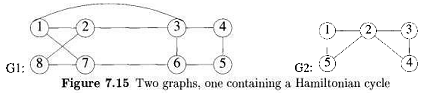 1 2 3 4
G1: 8 7 6 5
1 2 3
G2: 5 4
Figure 7.15 Two graphs, one containing a Hamiltonian cycle